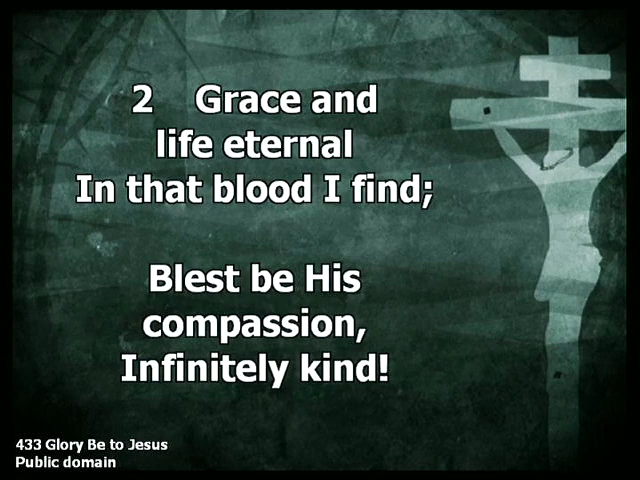 2 Grace and
life eternal
In that blood I find;
Blest be His
compassion,
Infinitely kind!
433 Glory Be to Jesus
Public domain